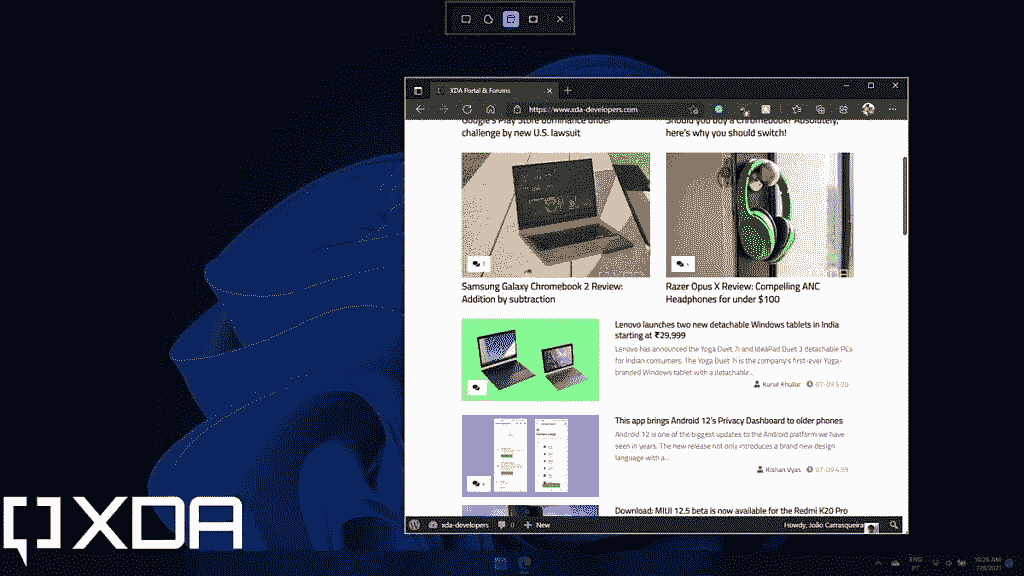 XDA Portal & Forums
https://www.xda-developers.com
Google's Play Store dominance under
challenge by new U.S. lawsuit
Should you buy a Chromebook? Absolutely,
here's why you should switch!
Samsung Galaxy Chromebook 2 Review:
Addition by subtraction
Razer Opus X Review: Compelling ANC
Headphones for under $100
Lenovo launches two new detachable Windows tablets in India
starting at ₹29,999
Lenovo has announced the Yoga Duet 7i and IdeaPad Duet 3 detachable PCs
for Indian consumers. The Yoga Duet 7i is the company's first-ever Yoga-
branded Windows tablet with a detachable...
Kunal Khullar 07-09 5:20
This app brings Android 12's Privacy Dashboard to older phones
Android 12 is one of the biggest updates to the Android platform we have
seen in years. The new release not only introduces a brand new design
language with a...
Kishan Vyas 07-09 4:59
Download: MIUI 12.5 beta is now available for the Redmi K20 Pro
xda-developers 0 New
Howdy, João Carrasqueira
XDA
ENG
PT
10:26 AM
7/9/2021